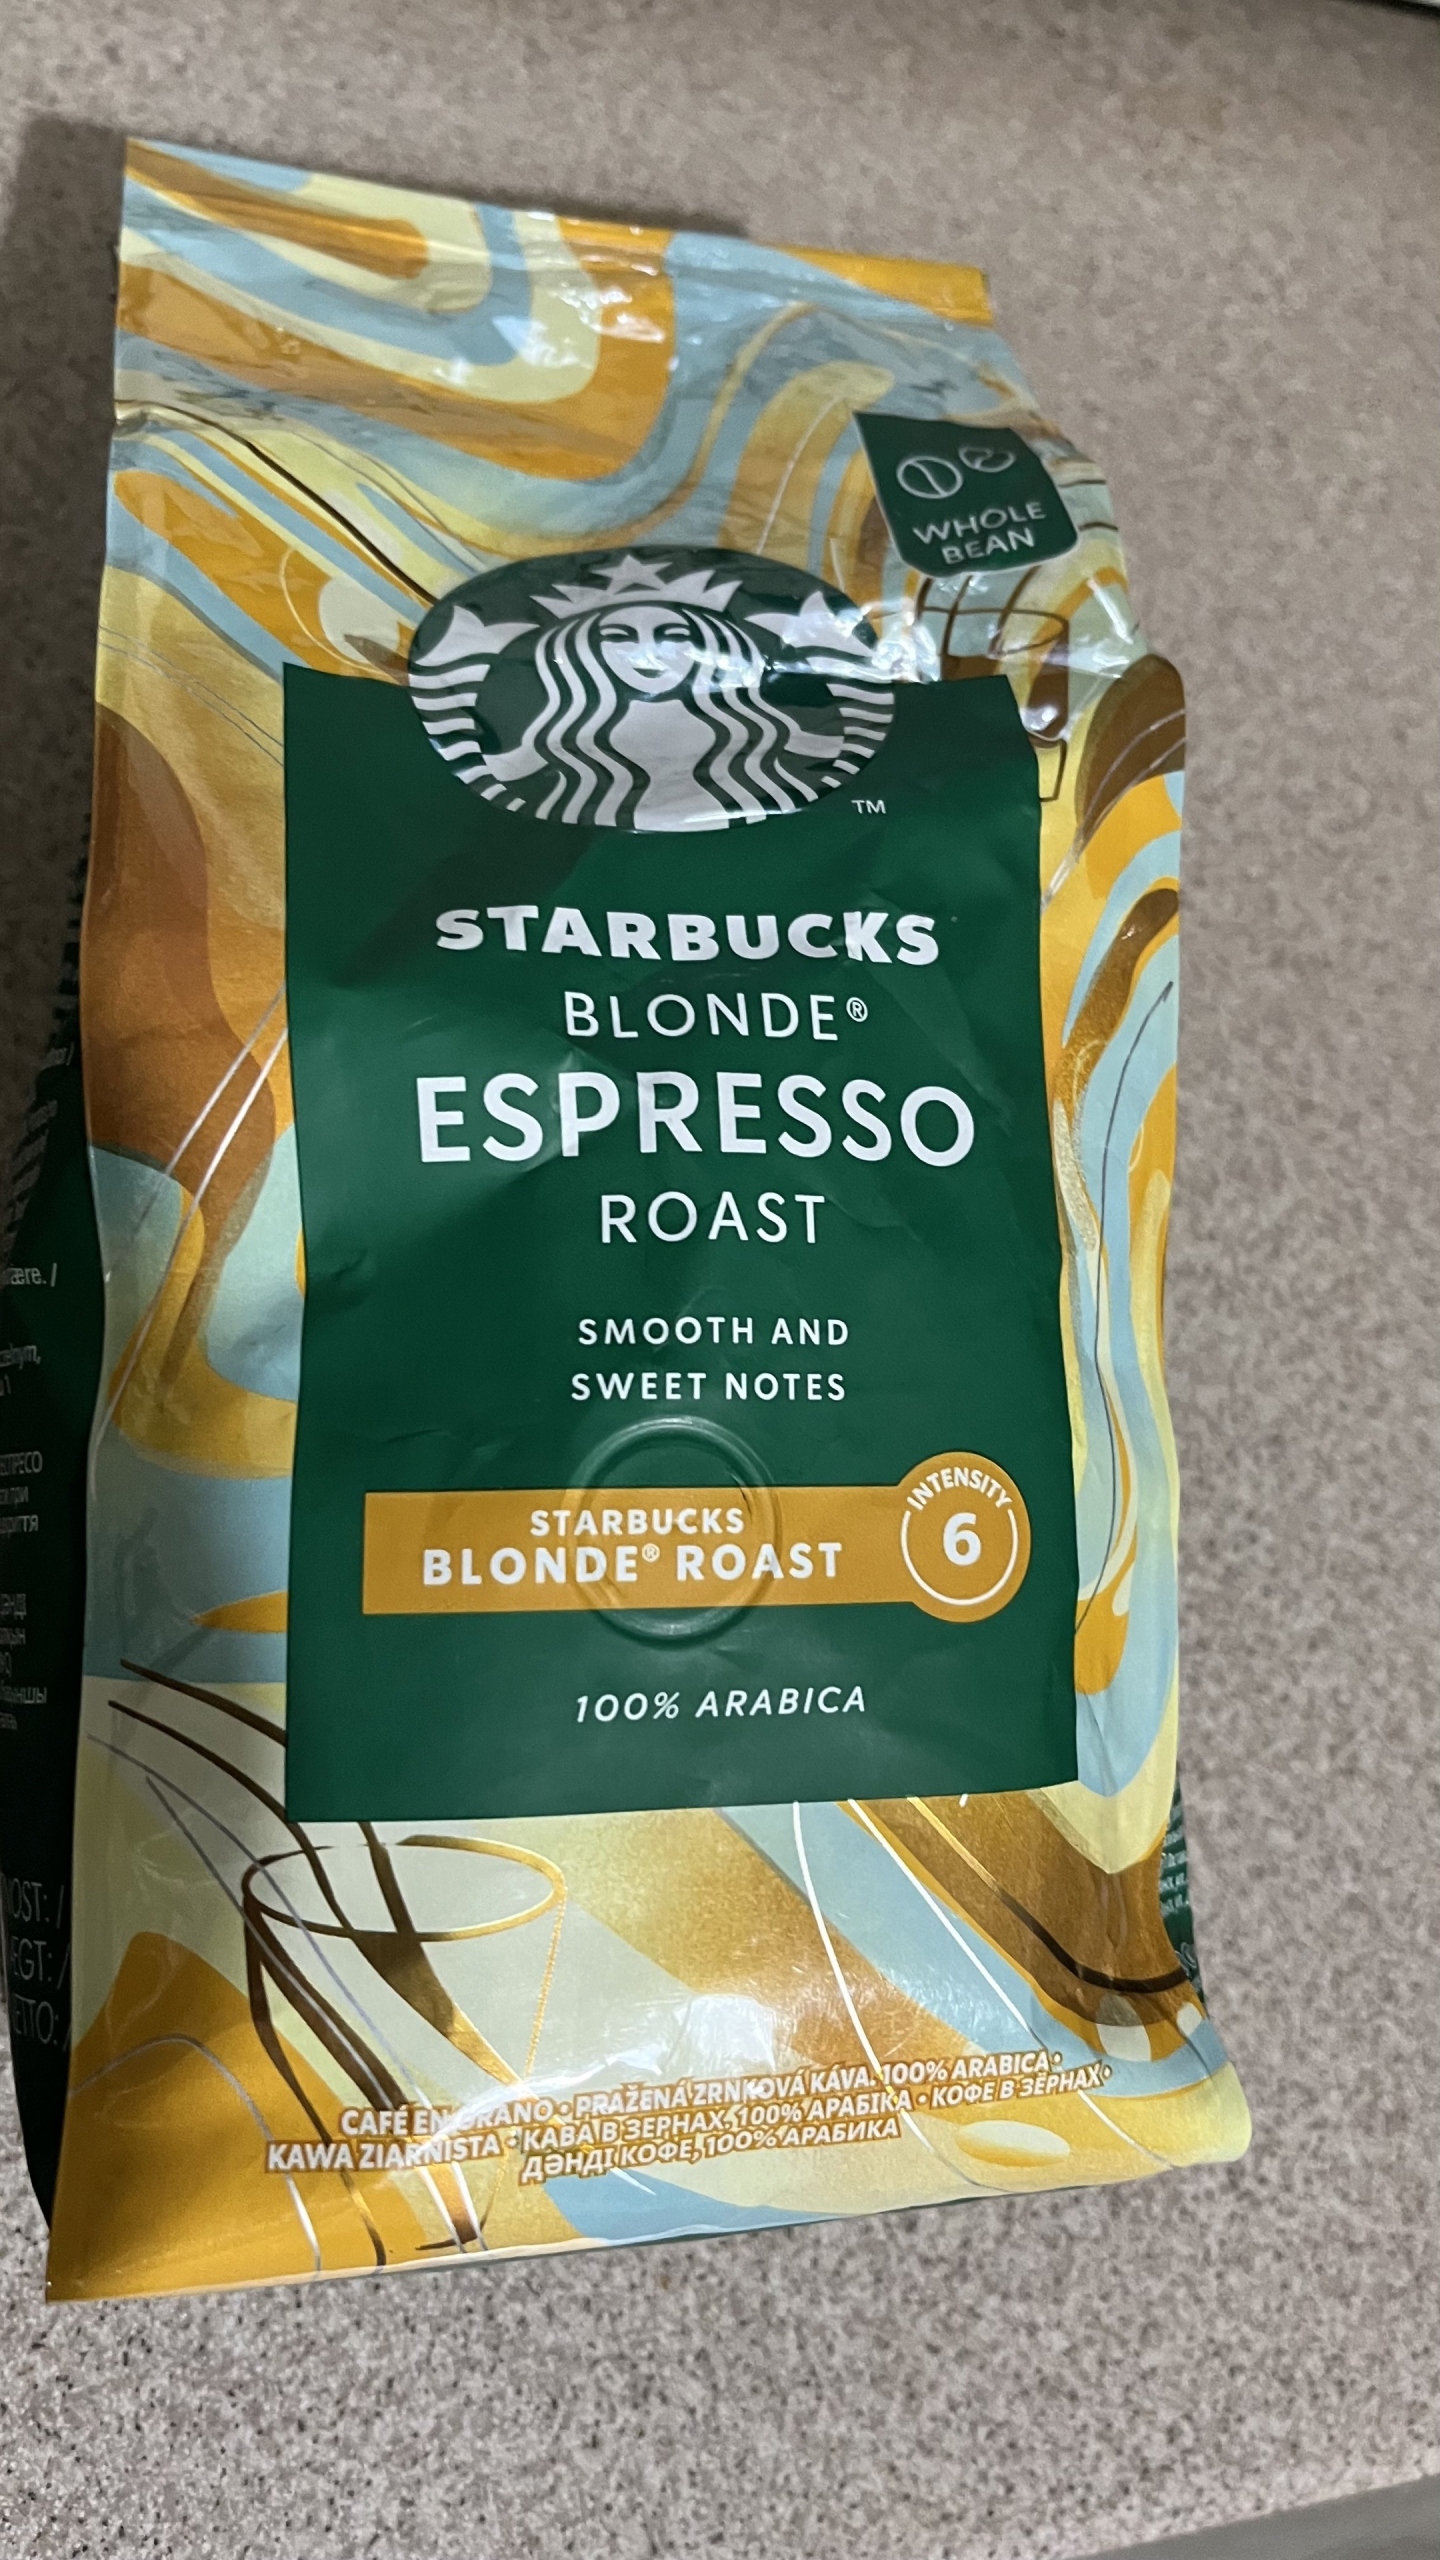 WHOLE
BEAN
TM
STARBUCKS
BLONDE®
ESPRESSO
ROAST
SMOOTH AND
SWEET NOTES
STARBUCKS
BLONDE® ROAST
INTENSITY
6
100% ARABICA
CAFÉ EN GRANO • PRAŽENÁ ZRNKOVÁ KÁVA. 100% ARABICA •
KAWA ZIARNISTA • КАВА В ЗЕРНАХ. 100% АРАБІКА • КОФЕ В ЗЁРНАХ •
ДӘНДІ КОФЕ, 100% АРАБИКА